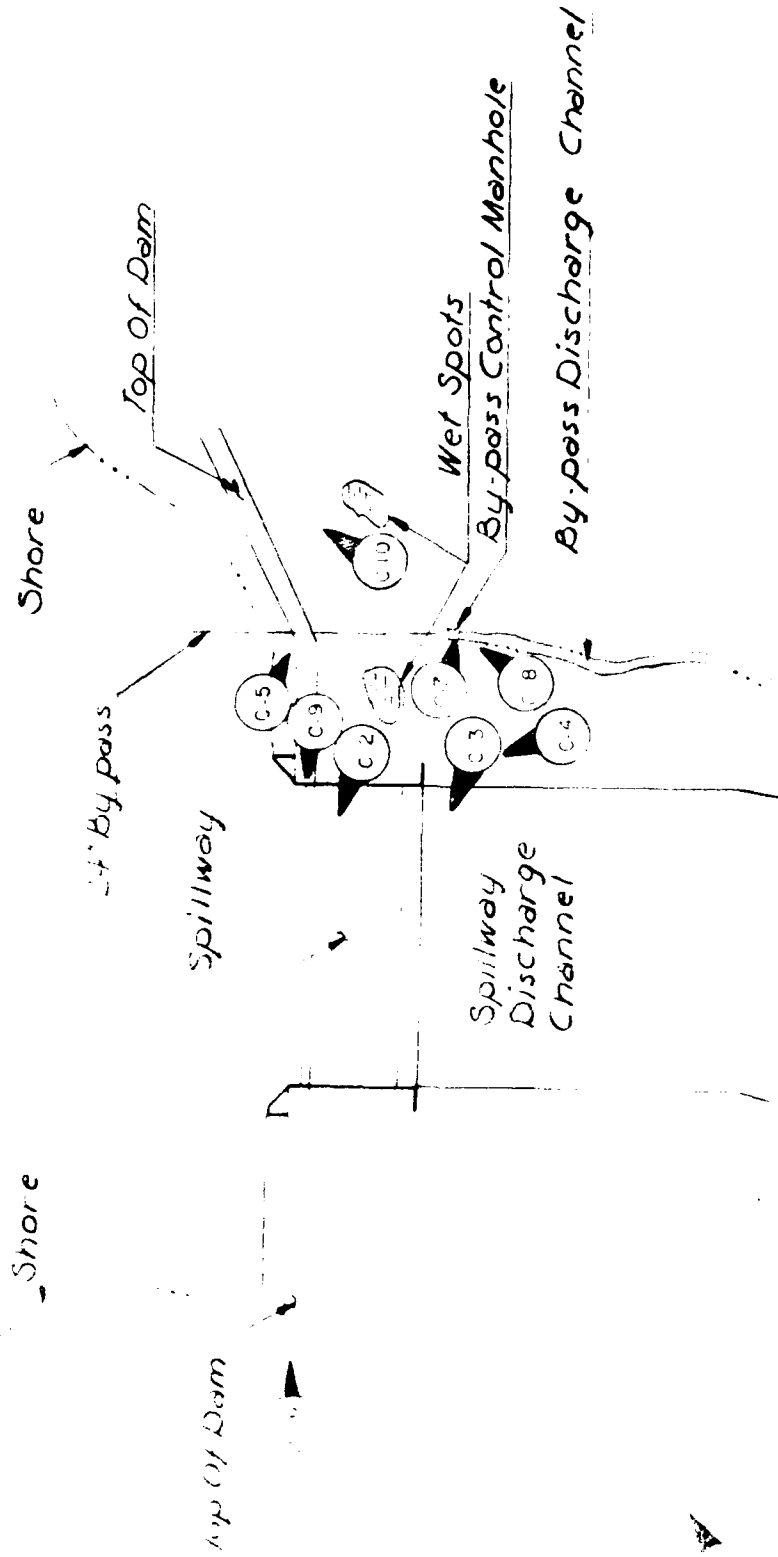 Shore
Shore
Top Of Dam
By pass
Spillway
Of Dam
C-5
C-9
C-2
C-10
C-7
C-8
C-3
C-4
Wet Spots
By-pass Control Manhole
By-pass Discharge Channel
Spillway
Discharge
Channel